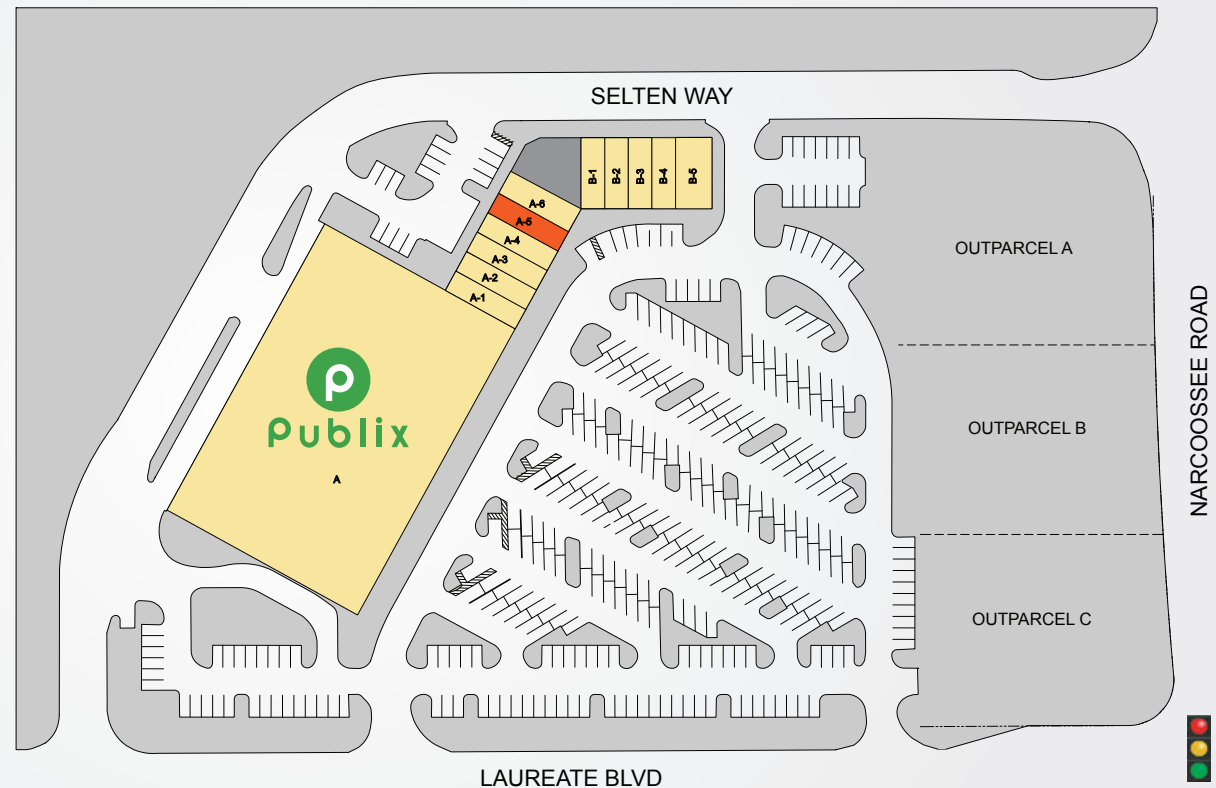 SELTEN WAY
B-1
B-2
B-3
B-4
B-5
A-6
A-5
A-4
A-3
A-2
A-1
OUTPARCEL A
NARCOOSSEE ROAD
p
Publix
A
OUTPARCEL B
OUTPARCEL C
LAUREATE BLVD